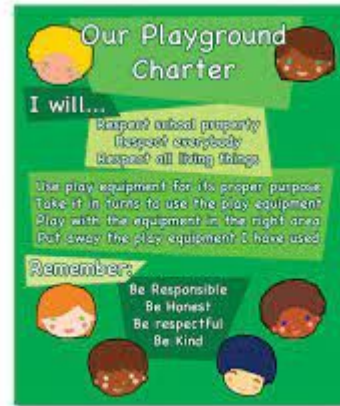 Our Playground
Charter
I will...
Respect school property
Respect everybody
Respect all living things
Use play equipment for its proper purpose
Take it in turns to use the play equipment
Play with the equipment in the right area
Put away the play equipment I have used
Remember:
Be Responsible
Be Honest
Be respectful
Be Kind